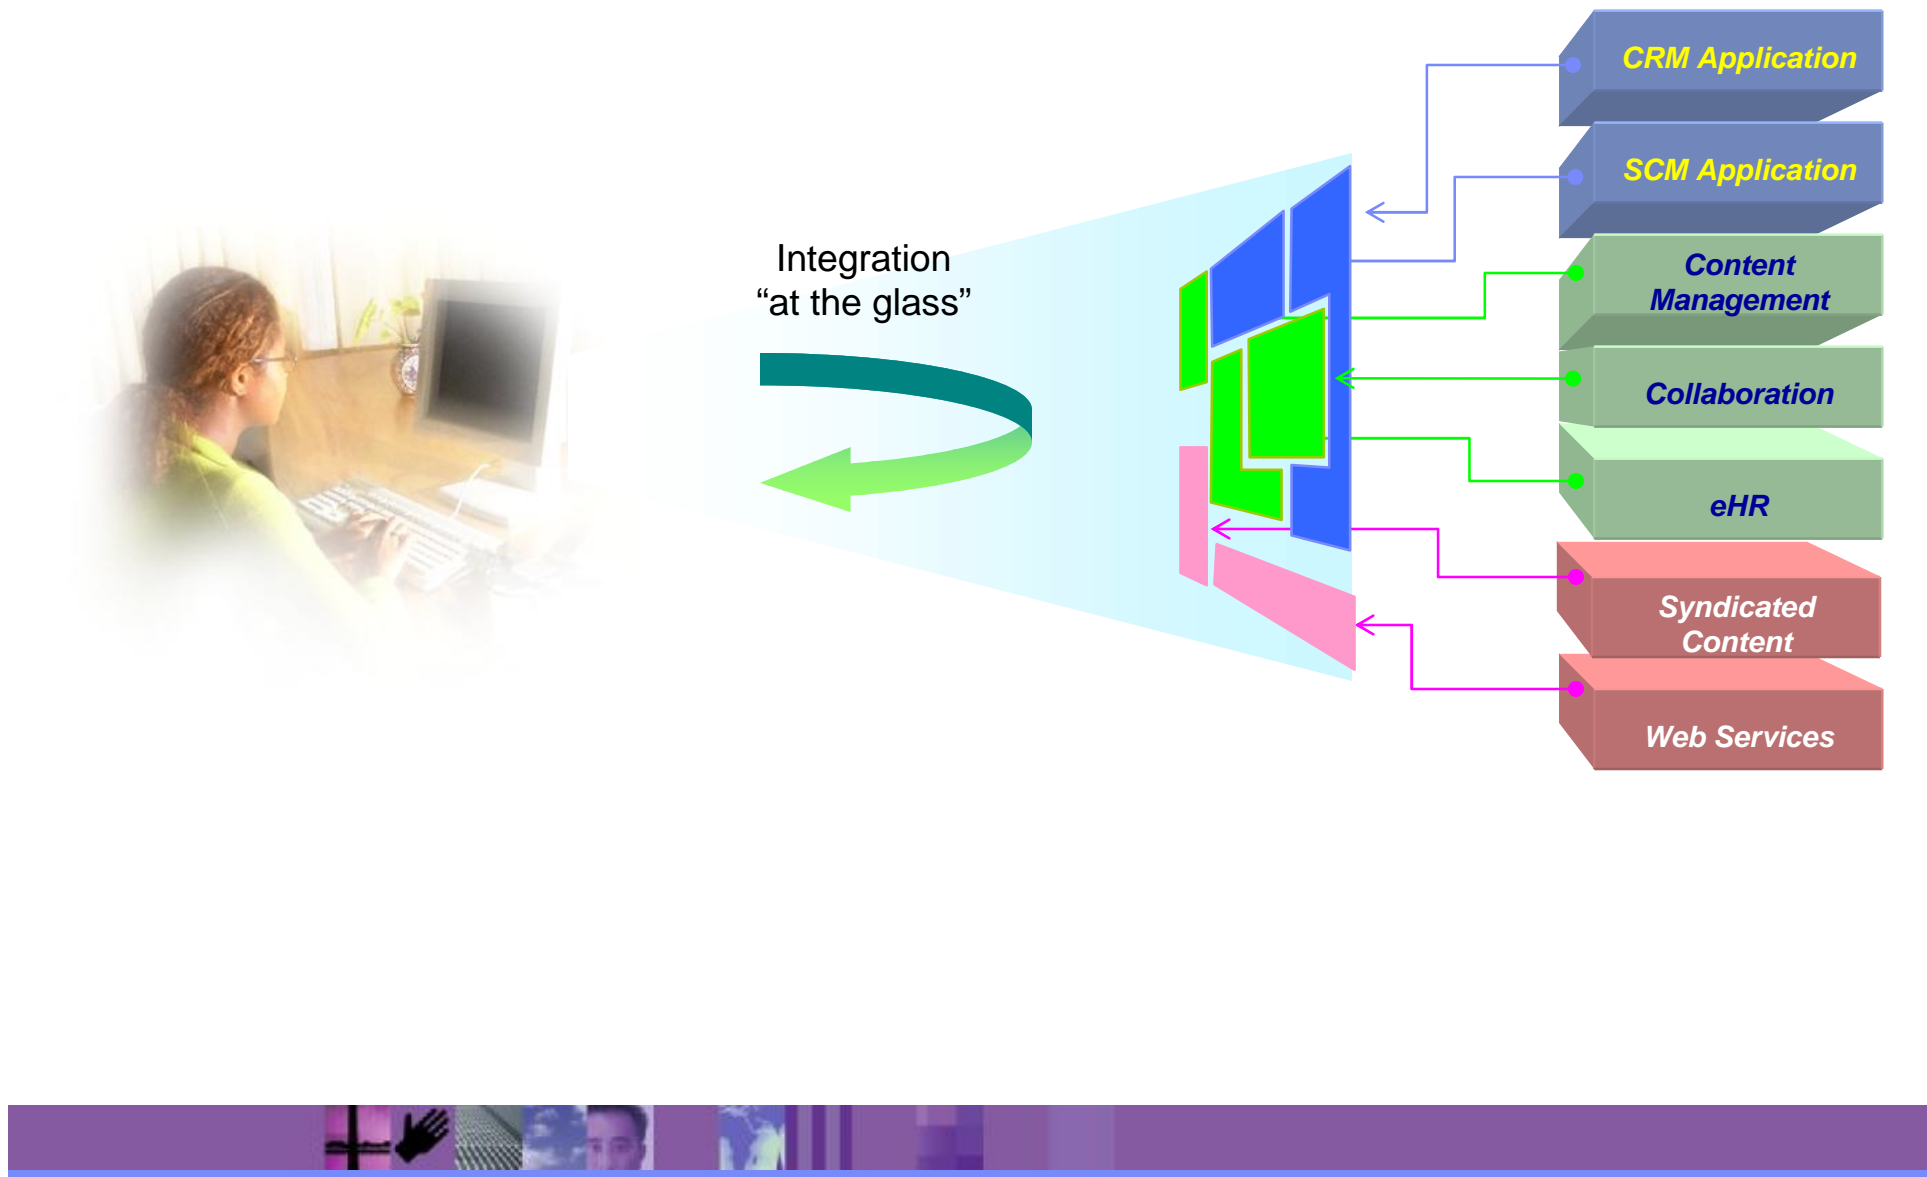 CRM Application
SCM Application
Integration
“at the glass”
Content
Management
Collaboration
eHR
Syndicated
Content
Web Services